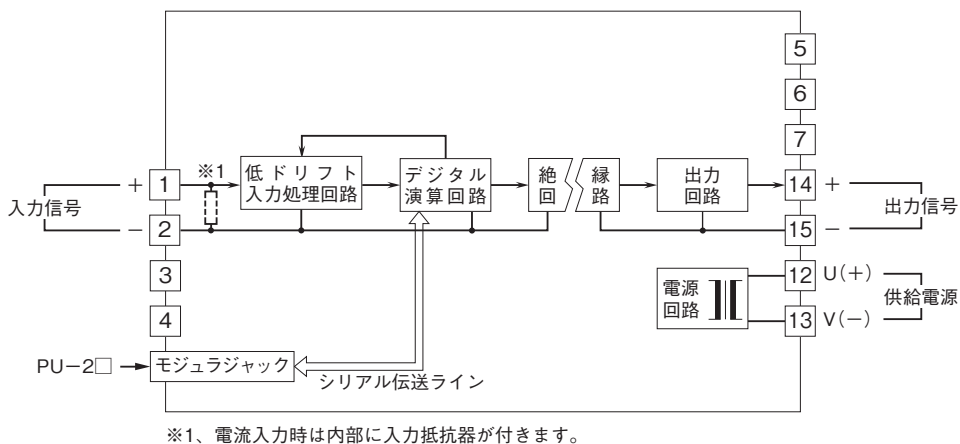 5
6
7
※1
低ドリフト
入力処理回路
デジタル
演算回路
絶縁
回路
出力
回路
入力信号
+ 1
− 2
3
4
14 +
15 −
出力信号
12 U(+)
13 V(−)
供給電源
電源
回路
PU−2□
モジュラジャック
シリアル伝送ライン
※1、電流入力時は内部に入力抵抗器が付きます。